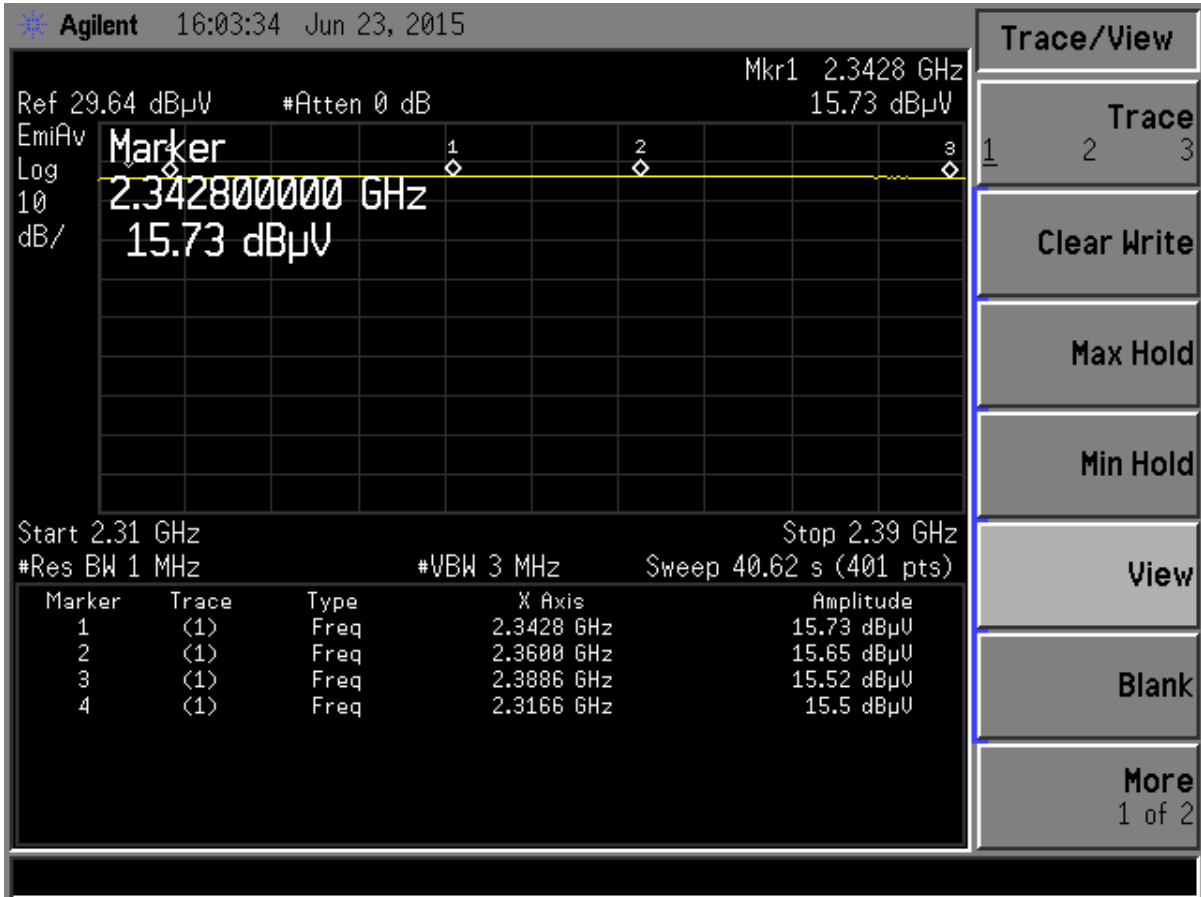 Agilent 16:03:34 Jun 23, 2015
Trace/View
Mkr1 2.3428 GHz
Ref 29.64 dBµV #Atten 0 dB 15.73 dBµV
EmiAv
Log
10
dB/
Marker
2.342800000 GHz
15.73 dBµV
1 2 3
Start 2.31 GHz Stop 2.39 GHz
#Res BW 1 MHz #VBW 3 MHz Sweep 40.62 s (401 pts)
Marker Trace Type X Axis Amplitude
1 (1) Freq 2.3428 GHz 15.73 dBµV
2 (1) Freq 2.3600 GHz 15.65 dBµV
3 (1) Freq 2.3886 GHz 15.52 dBµV
4 (1) Freq 2.3166 GHz 15.5 dBµV
Trace
1 2 3
Clear Write
Max Hold
Min Hold
View
Blank
More
1 of 2